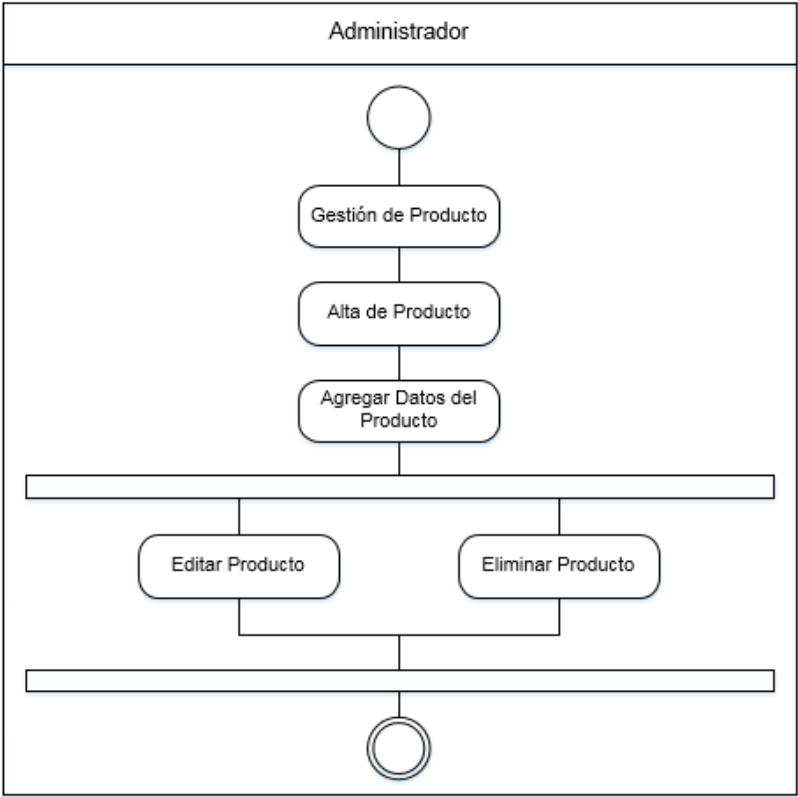 Administrador
Gestión de Producto
Alta de Producto
Agregar Datos del
Producto
Editar Producto
Eliminar Producto